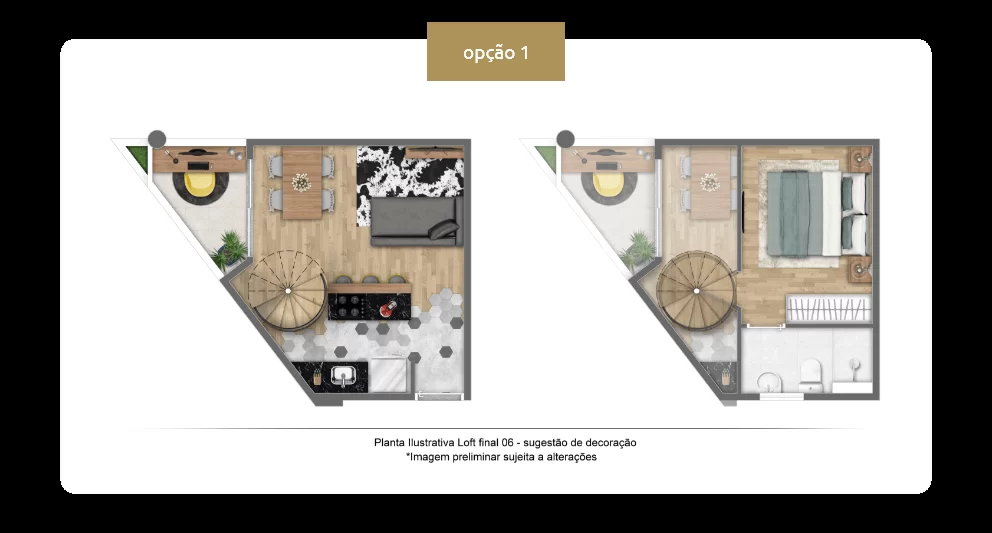 opção 1
Planta Ilustrativa Loft final 06 - sugestão de decoração
*Imagem preliminar sujeita a alterações